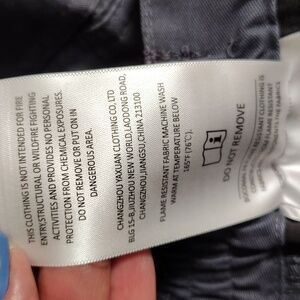 THIS CLOTHING IS NOT INTENDED FOR FIRE
ENTRY,STRUCTURAL OR WILDFIRE FIGHTING
ACTIVITIES AND PROVIDES NO PERSONAL
PROTECTION FROM CHEMICAL EXPOSURES.
DO NOT REMOVE OR PUT ON IN
DANGEROUS AREA.
CHANGZHOU YAXUAN CLOTHING CO.,LTD
BLG 15-B,JIUZHOU NEW WORLD,LAODONG ROAD,
CHANGZHOU,JIANGSU,CHINA 213100
FLAME RESISTANT FABRIC MACHINE WASH
WARM AT TEMPERATURE BELOW
165°F (76°C).
DO NOT REMOVE